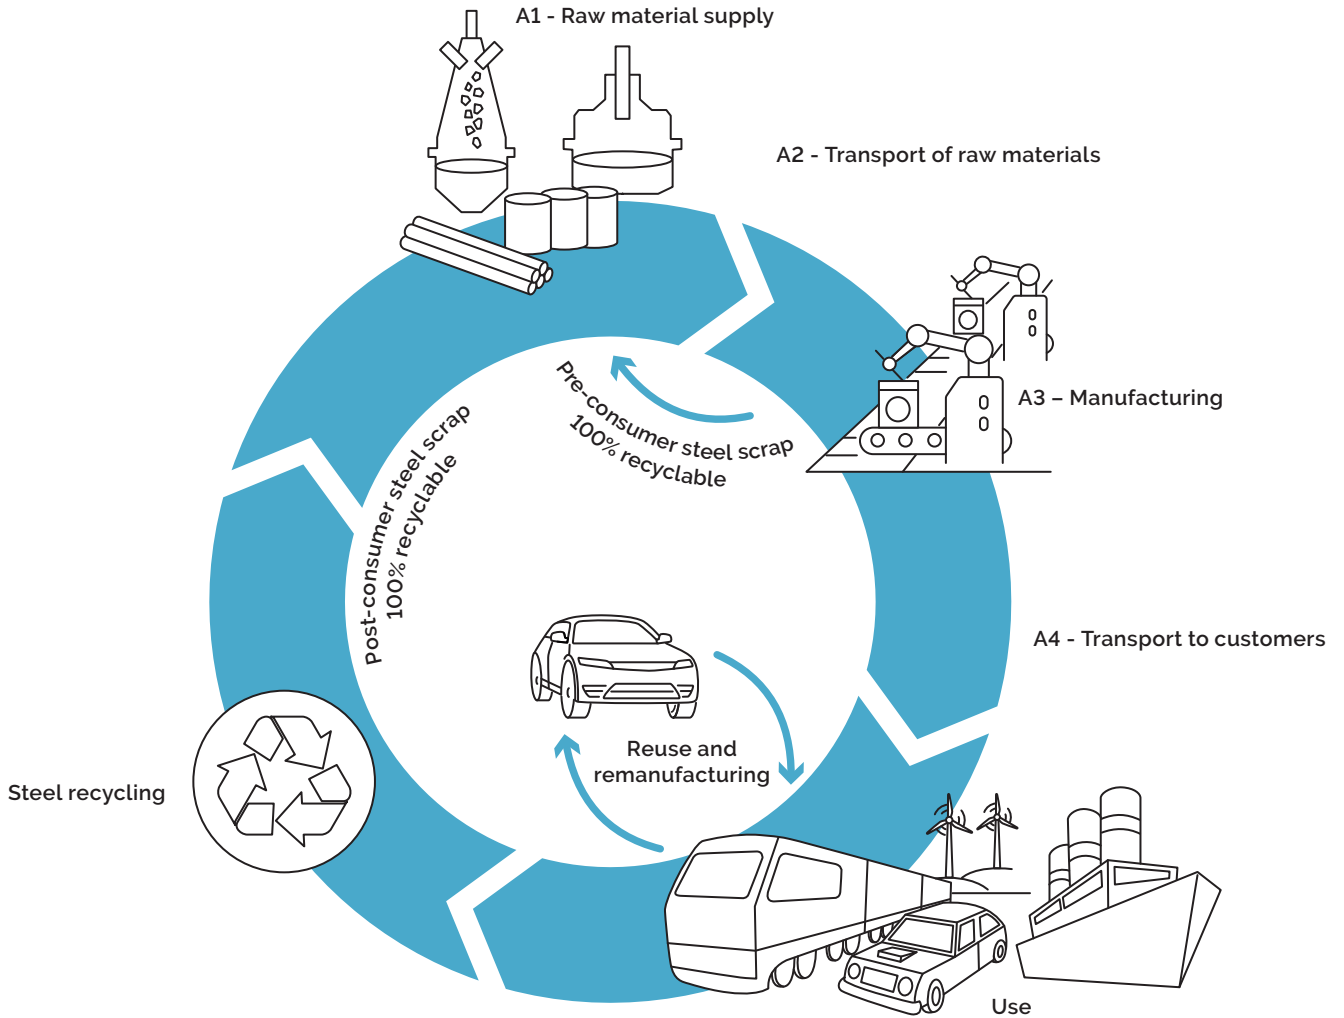 A1 - Raw material supply
A2 - Transport of raw materials
A3 – Manufacturing
Pre-consumer steel scrap
100% recyclable
Post-consumer steel scrap
100% recyclable
A4 - Transport to customers
Reuse and
remanufacturing
Steel recycling
Use